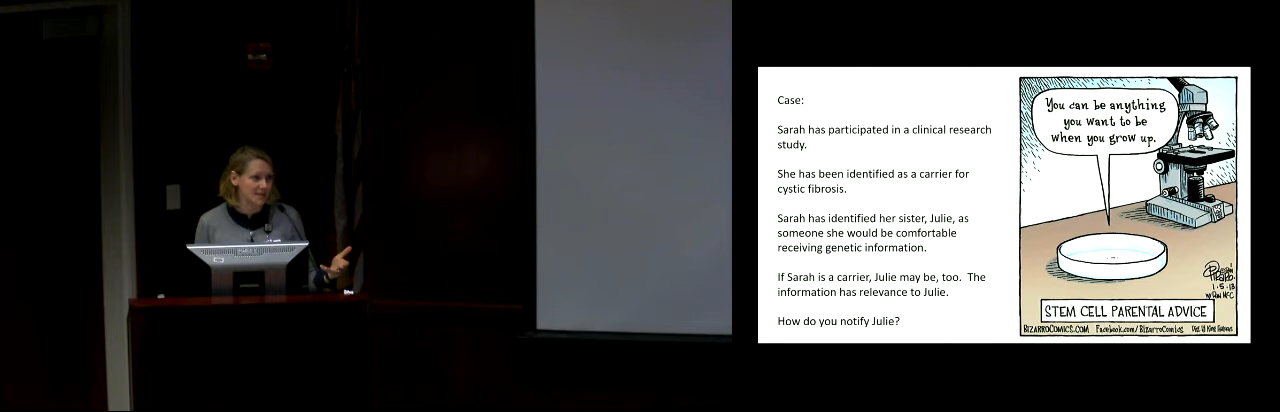 Case:
Sarah has participated in a clinical research
study.
She has been identified as a carrier for
cystic fibrosis.
Sarah has identified her sister, Julie, as
someone she would be comfortable
receiving genetic information.
If Sarah is a carrier, Julie may be, too.  The
information has relevance to Julie.
How do you notify Julie?
You can be anything
you want to be
when you grow up.
1·5·13
STEM CELL PARENTAL ADVICE
BIZARROCOMICS.COM Facebook.com/BizarroComics